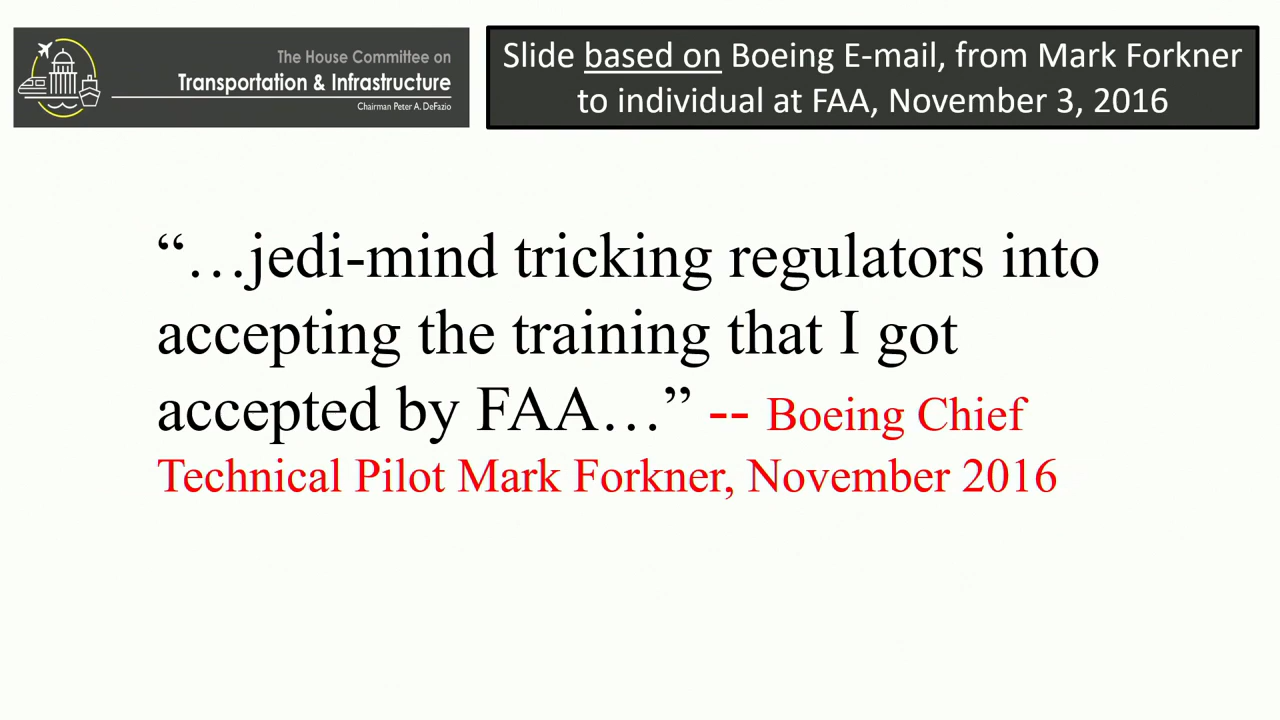 The House Committee on
Transportation & Infrastructure
Chairman Peter A. DeFazio
Slide based on Boeing E-mail, from Mark Forkner
to individual at FAA, November 3, 2016
“…jedi-mind tricking regulators into
accepting the training that I got
accepted by FAA…” -- Boeing Chief
Technical Pilot Mark Forkner, November 2016